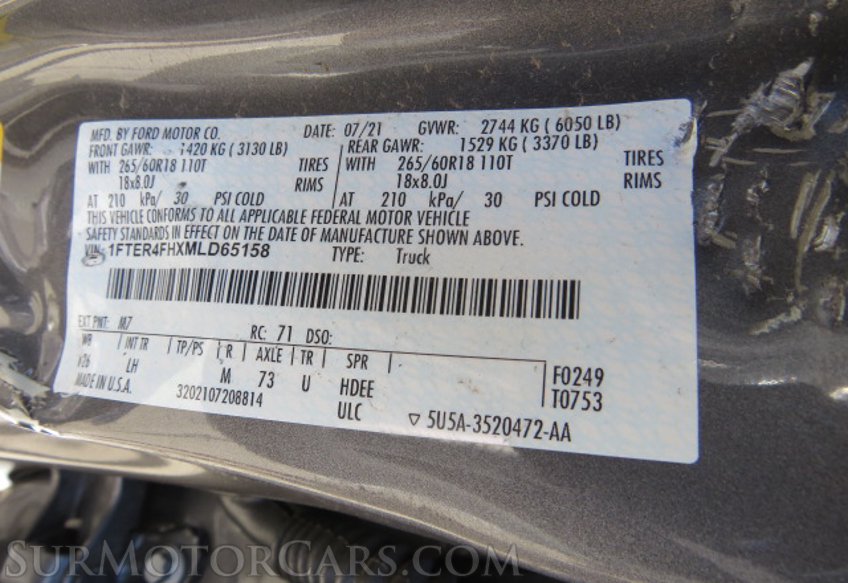 MFD. BY FORD MOTOR CO. DATE: 07/21 GVWR: 2744 KG ( 6050 LB)
FRONT GAWR: 1420 KG ( 3130 LB) REAR GAWR: 1529 KG ( 3370 LB)
WITH 265/60R18 110T TIRES WITH 265/60R18 110T TIRES
18x8.0J RIMS 18x8.0J RIMS
AT 210 kPa/ 30 PSI COLD AT 210 kPa/ 30 PSI COLD
THIS VEHICLE CONFORMS TO ALL APPLICABLE FEDERAL MOTOR VEHICLE
SAFETY STANDARDS IN EFFECT ON THE DATE OF MANUFACTURE SHOWN ABOVE.
VIN: 1FTER4FHXMLD65158 TYPE: Truck
EXT PNT: M7 RC: 71 DSO:
WB INT TR TP/PS R AXLE TR SPR
126 LH M 73 U HDEE F0249
MADE IN U.S.A. 3202107208814 ULC T0753
▽ 5U5A-3520472-AA
SurMotorCars.com